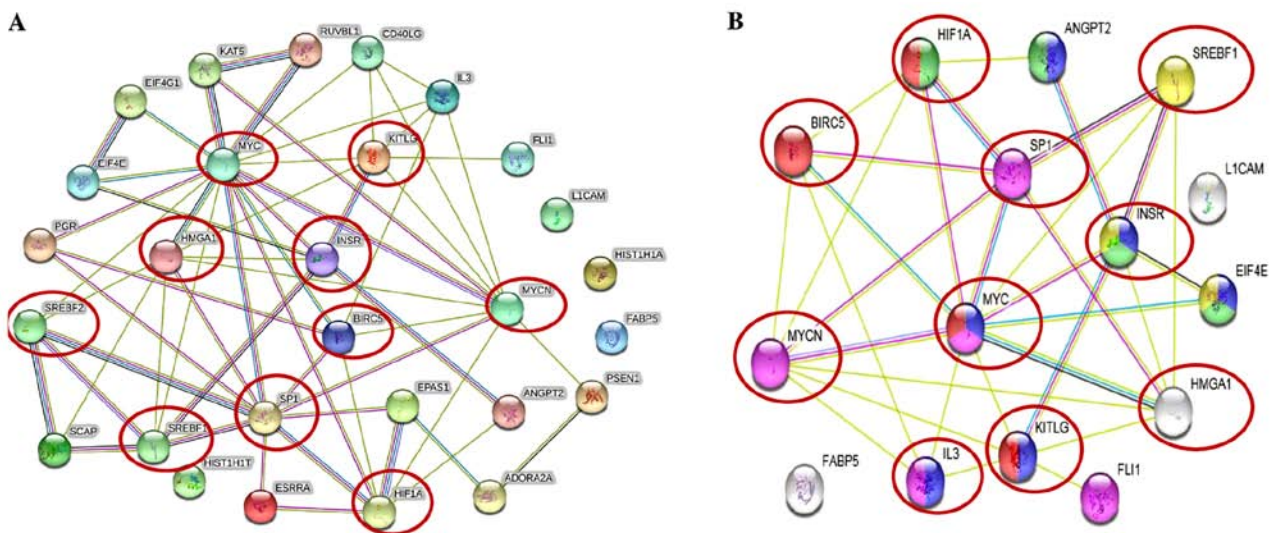 A
RUVBL1
CD40LG
KAT5
IL3
EIF4G1
MYC
KITLG
FLI1
EIF4E
L1CAM
PGR
HMGA1
INSR
HIST1H1A
MYCN
SREBF2
BIRC5
FABP5
PSEN1
EPAS1
SP1
ANGPT2
SCAP
SREBF1
HIST1H1T
ADORA2A
ESRRA
HIF1A
B
HIF1A
ANGPT2
SREBF1
BIRC5
SP1
L1CAM
INSR
EIF4E
MYC
MYCN
HMGA1
KITLG
FABP5
IL3
FLI1